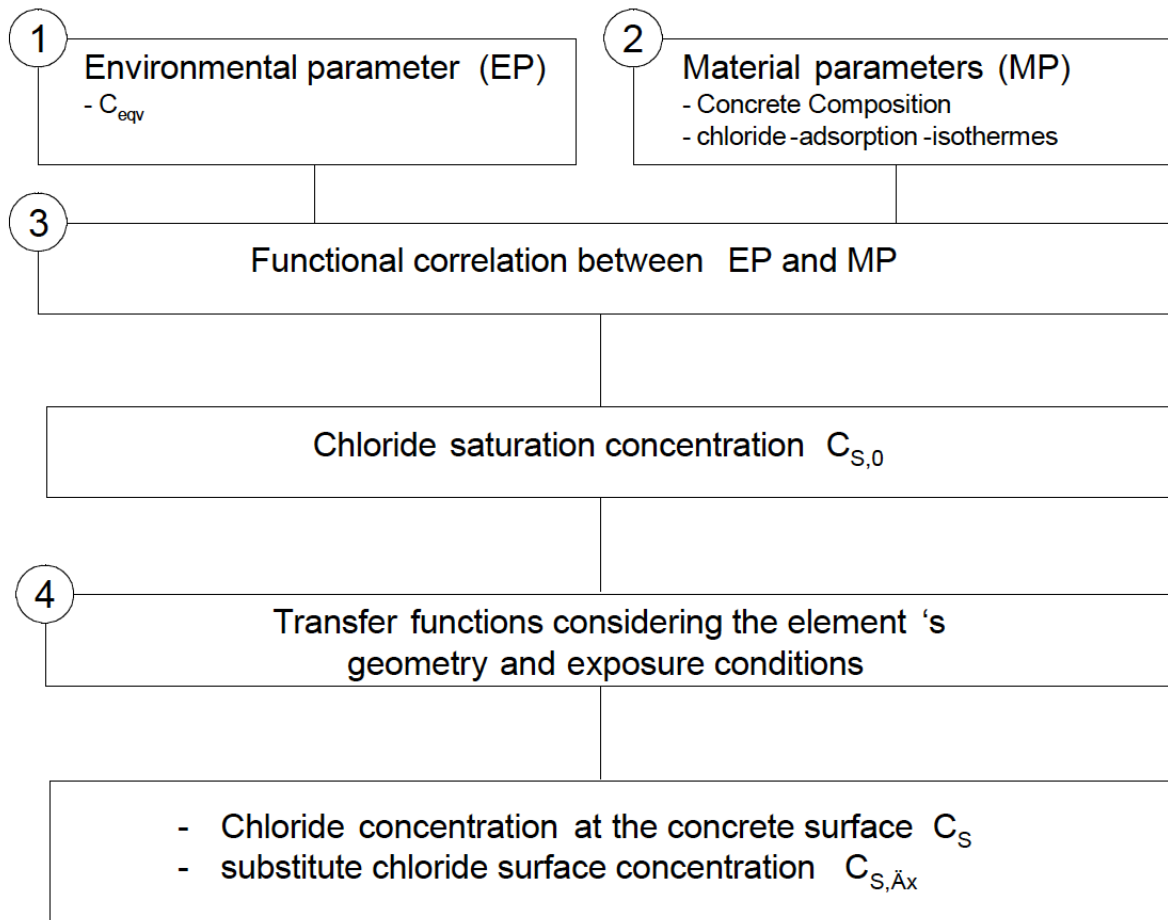 1
Environmental parameter (EP)
- Ceqv
2
Material parameters (MP)
- Concrete Composition
- chloride-adsorption-isothermes
3
Functional correlation between EP and MP
Chloride saturation concentration CS,0
4
Transfer functions considering the element ‘s
geometry and exposure conditions
- Chloride concentration at the concrete surface CS
- substitute chloride surface concentration CS,Äx